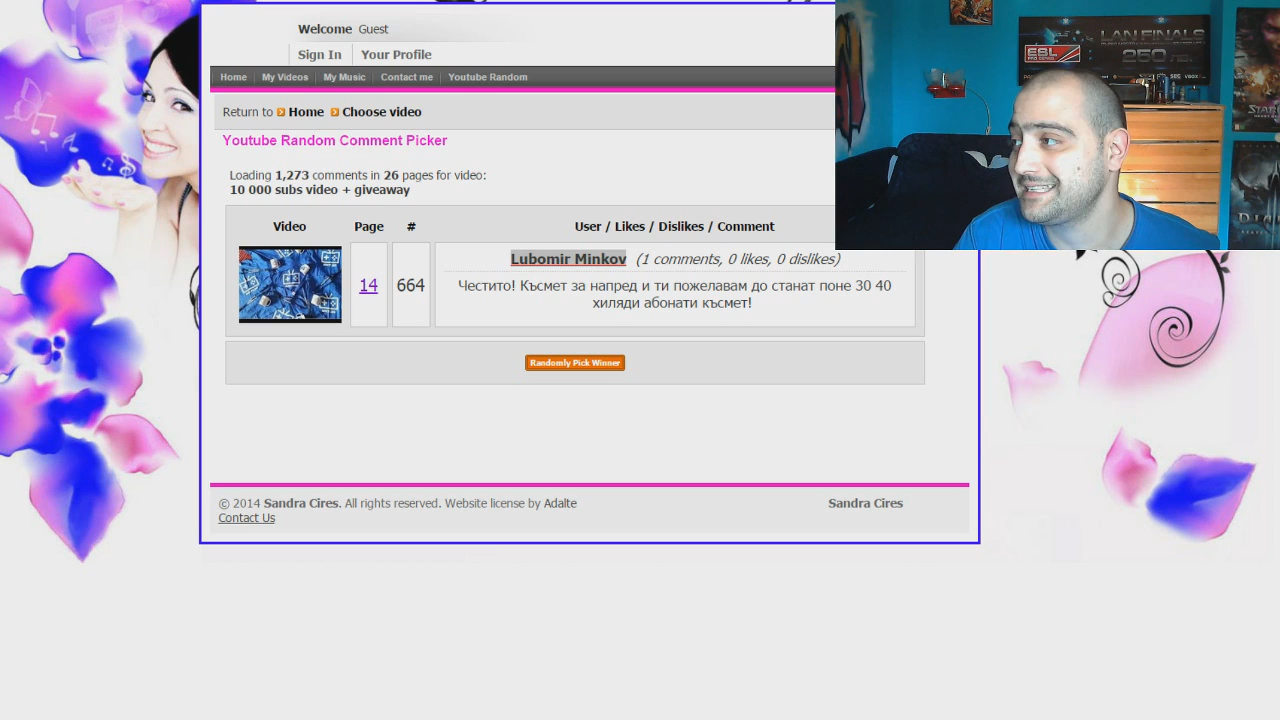 Welcome Guest
Sign In Your Profile
Home My Videos My Music Contact me Youtube Random
Return to Home Choose video
Youtube Random Comment Picker
Loading 1,273 comments in 26 pages for video:
10 000 subs video + giveaway
Video Page # User / Likes / Dislikes / Comment
14 664 Lubomir Minkov (1 comments, 0 likes, 0 dislikes)
Честито! Късмет за напред и ти пожелавам до станат поне 30 40
хиляди абонати късмет!
Randomly Pick Winner
© 2014 Sandra Cires. All rights reserved. Website license by Adalte
Sandra Cires
Contact Us
LAN FINALS
ESL
250